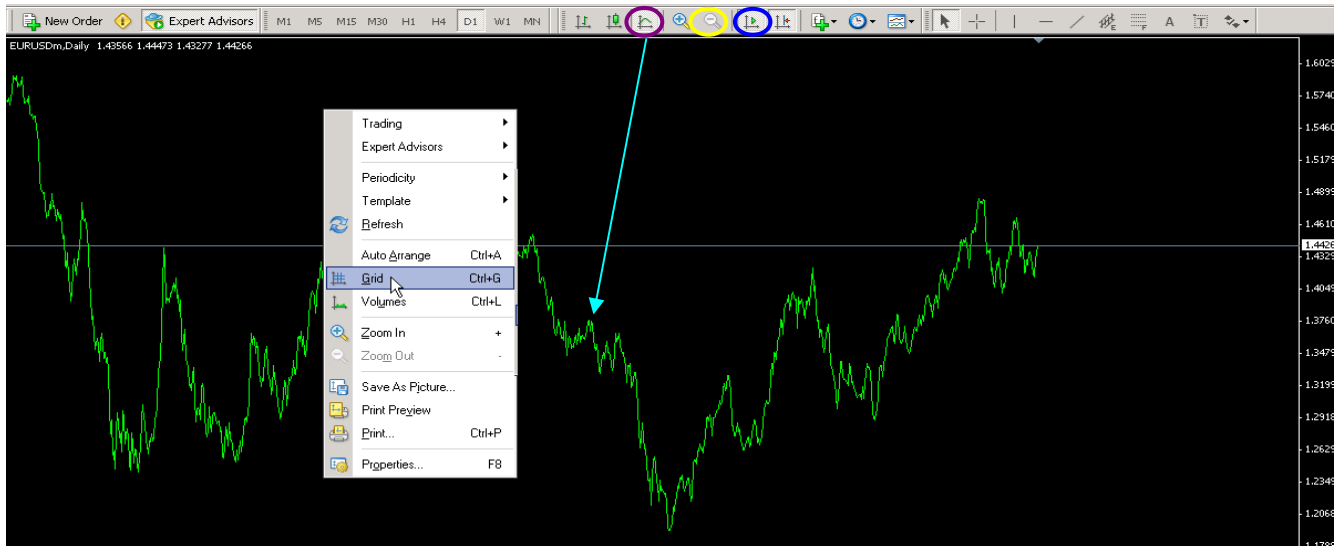 New Order Expert Advisors M1 M5 M15 M30 H1 H4 D1 W1 MN E F A T
EURUSDm,Daily 1.43566 1.44473 1.43277 1.44266
1.6029
1.5740
1.5460
1.5179
1.4899
1.4610
1.4426
1.4329
1.4049
1.3760
1.3479
1.3199
1.2918
1.2629
1.2349
1.2068
1.1788
Trading
Expert Advisors
Periodicity
Template
Refresh
Auto Arrange Ctrl+A
Grid Ctrl+G
Volumes Ctrl+L
Zoom In +
Zoom Out -
Save As Picture...
Print Preview
Print... Ctrl+P
Properties... F8